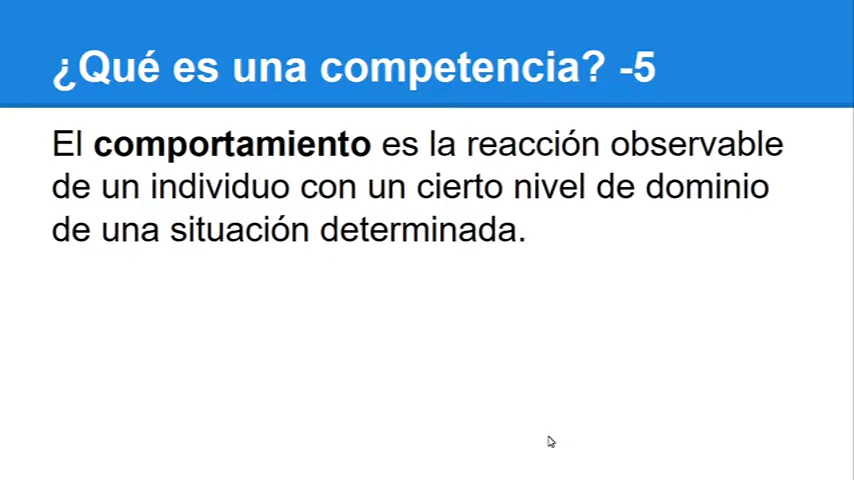 ¿Qué es una competencia? -5
El comportamiento es la reacción observable
de un individuo con un cierto nivel de dominio
de una situación determinada.